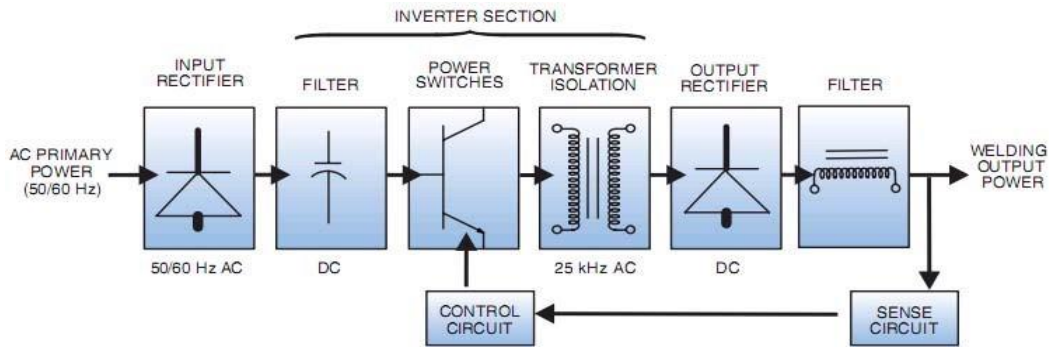 INVERTER SECTION
INPUT
RECTIFIER
FILTER
POWER
SWITCHES
TRANSFORMER
ISOLATION
OUTPUT
RECTIFIER
FILTER
AC PRIMARY
POWER
(50/60 Hz)
WELDING
OUTPUT
POWER
50/60 Hz AC
DC
25 kHz AC
DC
CONTROL
CIRCUIT
SENSE
CIRCUIT